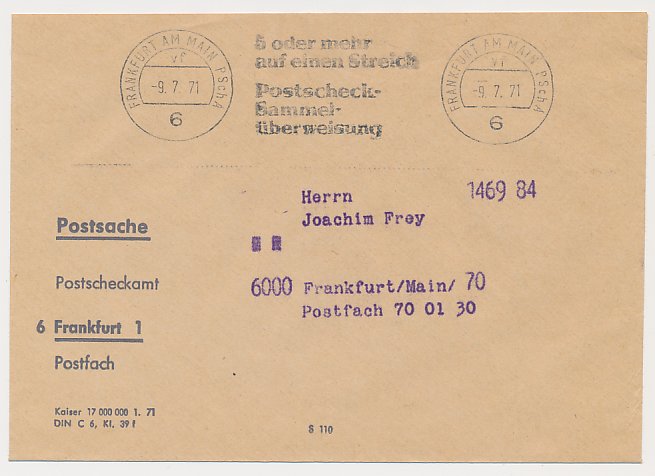 FRANKFURT AM MAIN PSchA
vf
-9. 7. 71
6
5 oder mehr
auf einen Streich
Postscheck-
Sammel-
überweisung
FRANKFURT AM MAIN PSchA
vf
-9. 7. 71
6
Herrn 1469 84
Joachim Frey
6000 Frankfurt/Main/ 70
Postfach 70 01 30
Postsache
Postscheckamt
6 Frankfurt 1
Postfach
Kaiser 17 000 000 1. 71
DIN C 6, Kl. 39 f
S 110